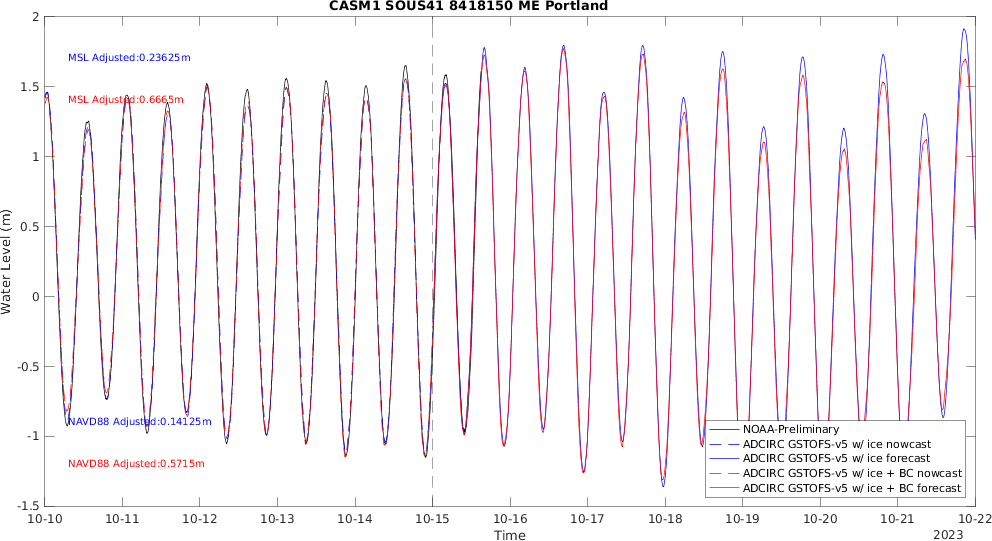 CASM1 SOUS41 8418150 ME Portland
2
1.5
1
0.5
0
-0.5
-1
-1.5
Water Level (m)
MSL Adjusted:0.23625m
MSL Adjusted:0.6665m
NAVD88 Adjusted:0.14125m
NAVD88 Adjusted:0.5715m
NOAA-Preliminary
ADCIRC GSTOFS-v5 w/ ice nowcast
ADCIRC GSTOFS-v5 w/ ice forecast
ADCIRC GSTOFS-v5 w/ ice + BC nowcast
ADCIRC GSTOFS-v5 w/ ice + BC forecast
10-10 10-11 10-12 10-13 10-14 10-15 10-16 10-17 10-18 10-19 10-20 10-21 10-22
Time
2023